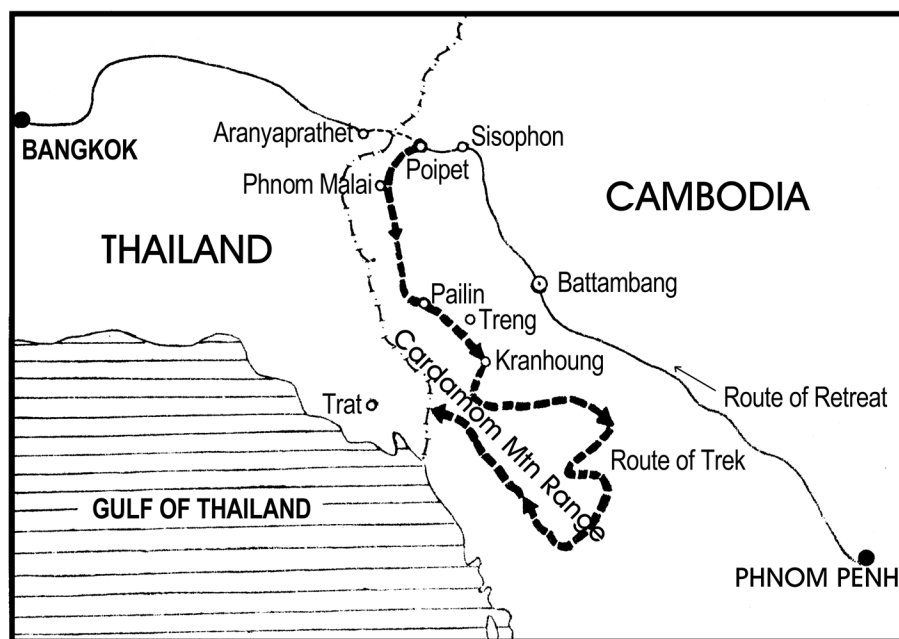 Aranyaprathet
Sisophon
BANGKOK
Poipet
Phnom Malai
CAMBODIA
THAILAND
Battambang
Pailin
Treng
Cardamom Mtn Range
Kranhoung
Route of Retreat
Trat
Route of Trek
GULF OF THAILAND
PHNOM PENH